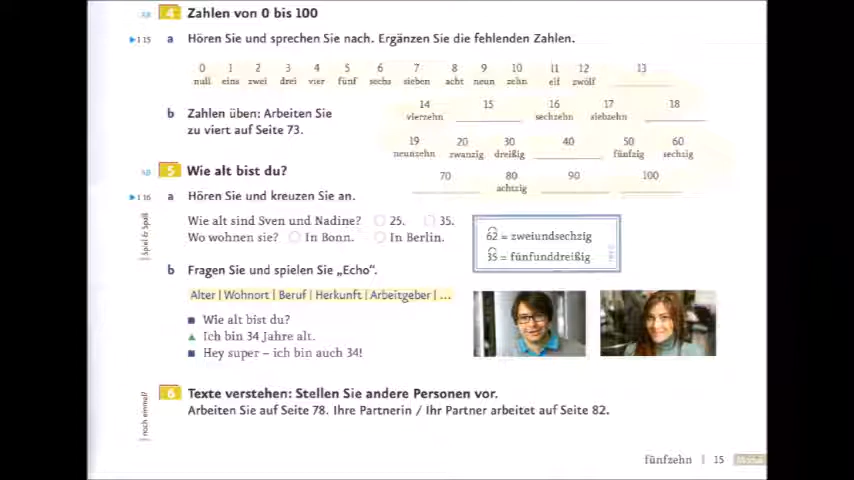 AB 4 Zahlen von 0 bis 100
▶ 1 15 a Hören Sie und sprechen Sie nach. Ergänzen Sie die fehlenden Zahlen.
0 1 2 3 4 5 6 7 8 9 10 11 12 13
null eins zwei drei vier fünf sechs sieben acht neun zehn elf zwölf
b Zahlen üben: Arbeiten Sie
zu viert auf Seite 73.
14 15 16 17 18
vierzehn sechzehn siebzehn
19 20 30 40 50 60
neunzehn zwanzig dreißig fünfzig sechzig
70 80 90 100
achtzig
AB 5 Wie alt bist du?
▶ 1 16 a Hören Sie und kreuzen Sie an.
Spiel & Spaß
Wie alt sind Sven und Nadine? 25. 35.
Wo wohnen sie? In Bonn. In Berlin.
62 = zweiundsechzig
35 = fünfunddreißig
b Fragen Sie und spielen Sie „Echo“.
Alter | Wohnort | Beruf | Herkunft | Arbeitgeber | ...
■ Wie alt bist du?
▲ Ich bin 34 Jahre alt.
■ Hey super – ich bin auch 34!
noch einmal?
6 Texte verstehen: Stellen Sie andere Personen vor.
Arbeiten Sie auf Seite 78. Ihre Partnerin / Ihr Partner arbeitet auf Seite 82.
fünfzehn | 15